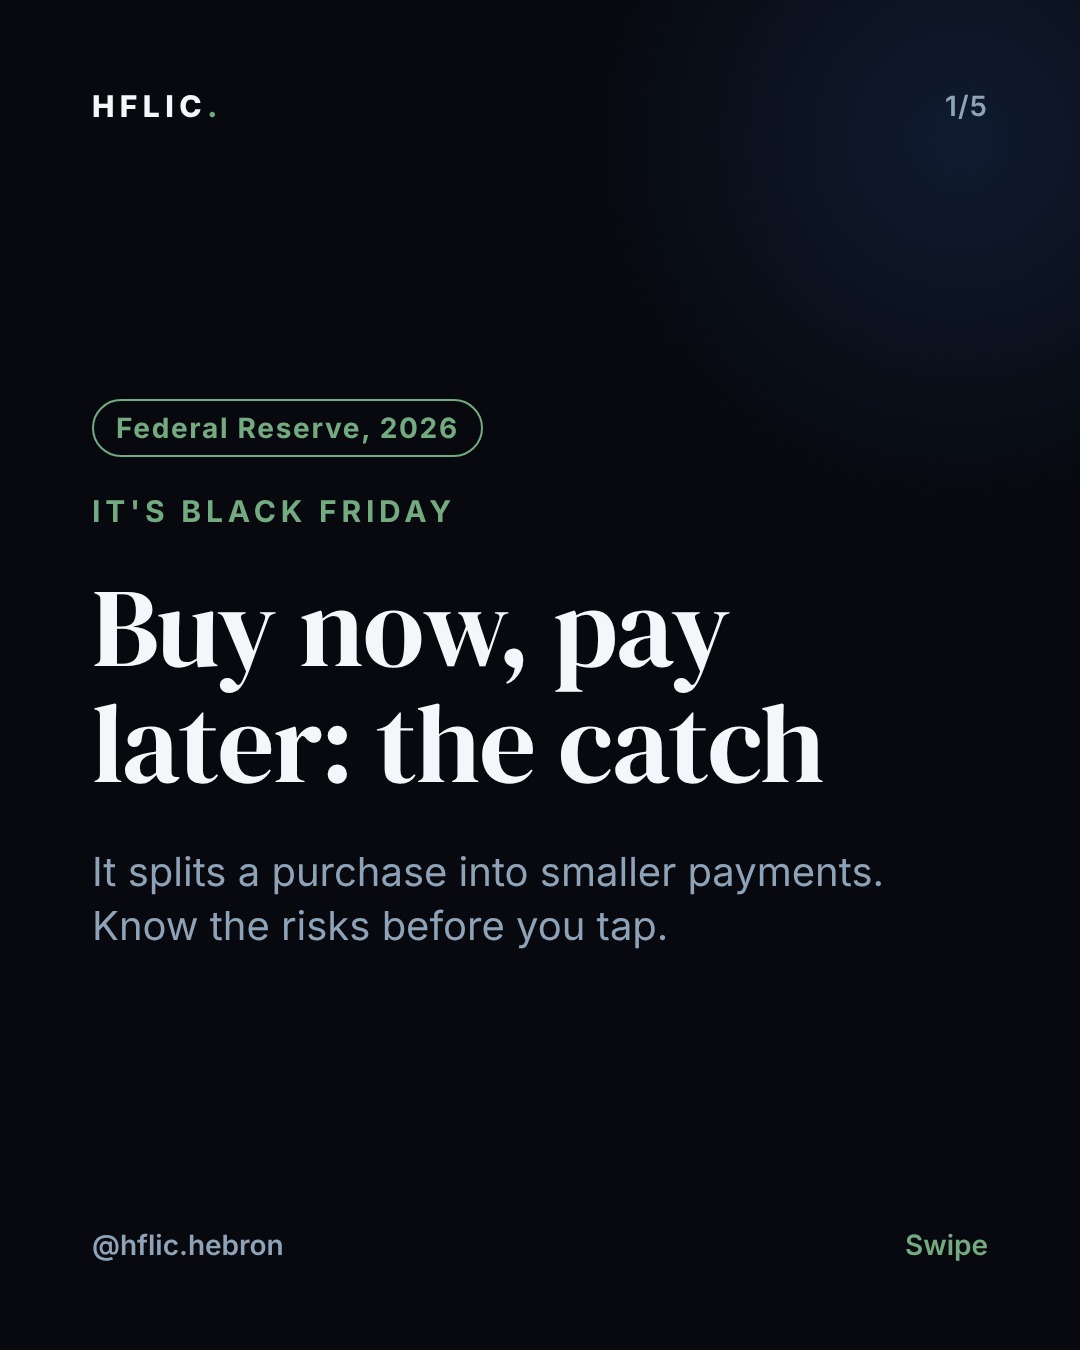 HFLIC.
1/5
Federal Reserve, 2026
IT'S BLACK FRIDAY
Buy now, pay
later: the catch
It splits a purchase into smaller payments.
Know the risks before you tap.
@hflic.hebron
Swipe